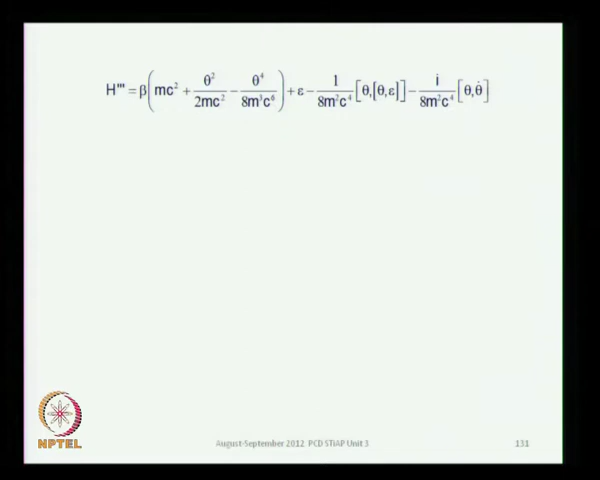 H''' = β(mc² + θ²/2mc² − θ⁴/8m³c⁶) + ε − 1/8m²c⁴ [θ,[θ,ε]] − i/8m²c⁴ [θ,θ̇]
NPTEL
August-September 2012 PCD STiAP Unit 3
131